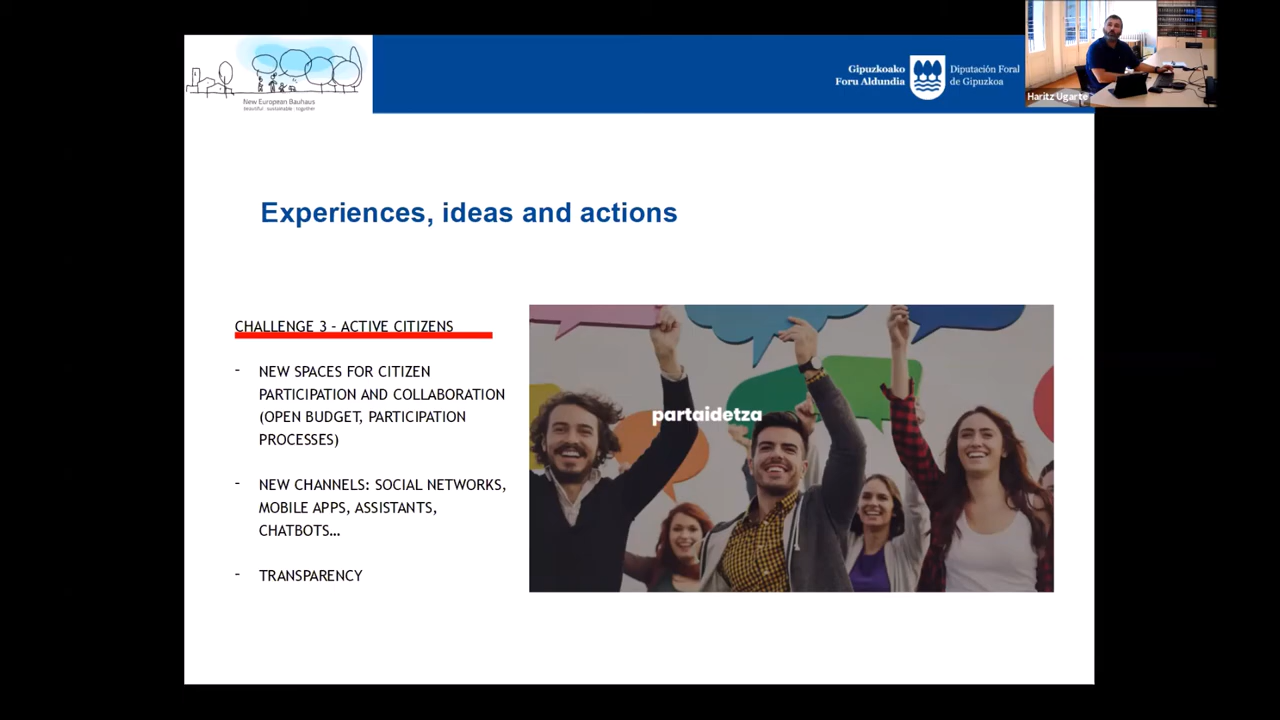 New European Bauhaus
beautiful sustainable together
Gipuzkoako
Foru Aldundia
Diputación Foral
de Gipuzkoa
Haritz Ugarte
Experiences, ideas and actions
CHALLENGE 3 - ACTIVE CITIZENS
- NEW SPACES FOR CITIZEN
PARTICIPATION AND COLLABORATION
(OPEN BUDGET, PARTICIPATION
PROCESSES)
- NEW CHANNELS: SOCIAL NETWORKS,
MOBILE APPS, ASSISTANTS,
CHATBOTS…
- TRANSPARENCY
partaidetza